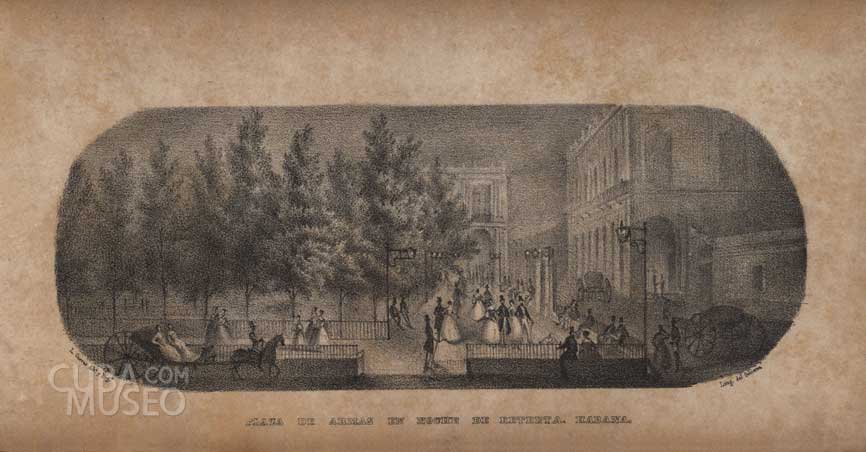 PLAZA DE ARMAS EN NOCHE DE RETRETA. HABANA.
CUBA.COM
MUSEO